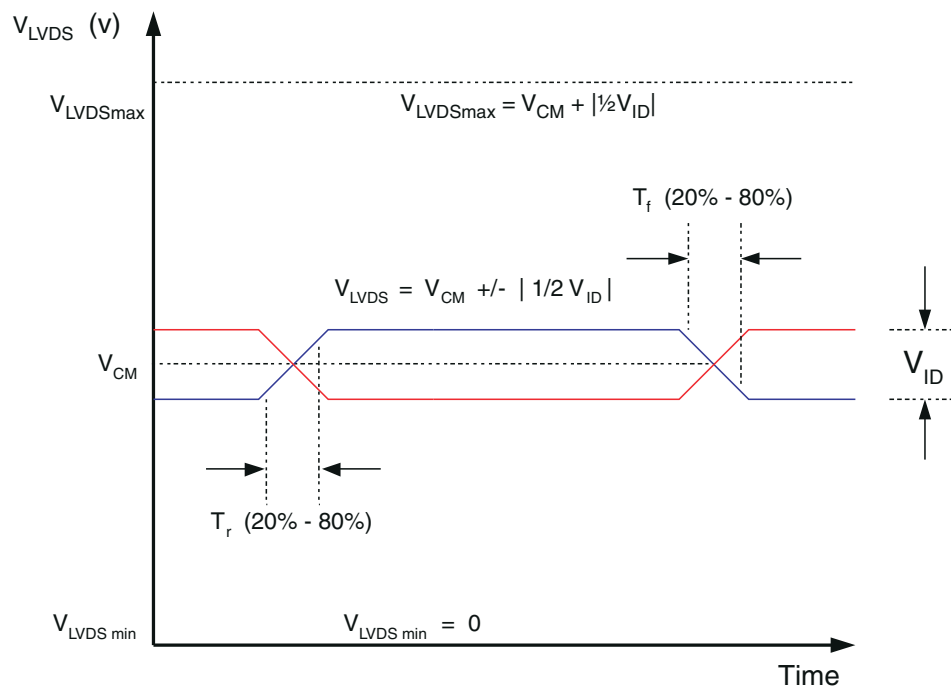 V_LVDS (v)
V_LVDSmax
V_LVDSmax = V_CM + |½V_ID|
T_f (20% - 80%)
V_LVDS = V_CM +/- | 1/2 V_ID |
V_CM
V_ID
T_r (20% - 80%)
V_LVDS min
V_LVDS min = 0
Time